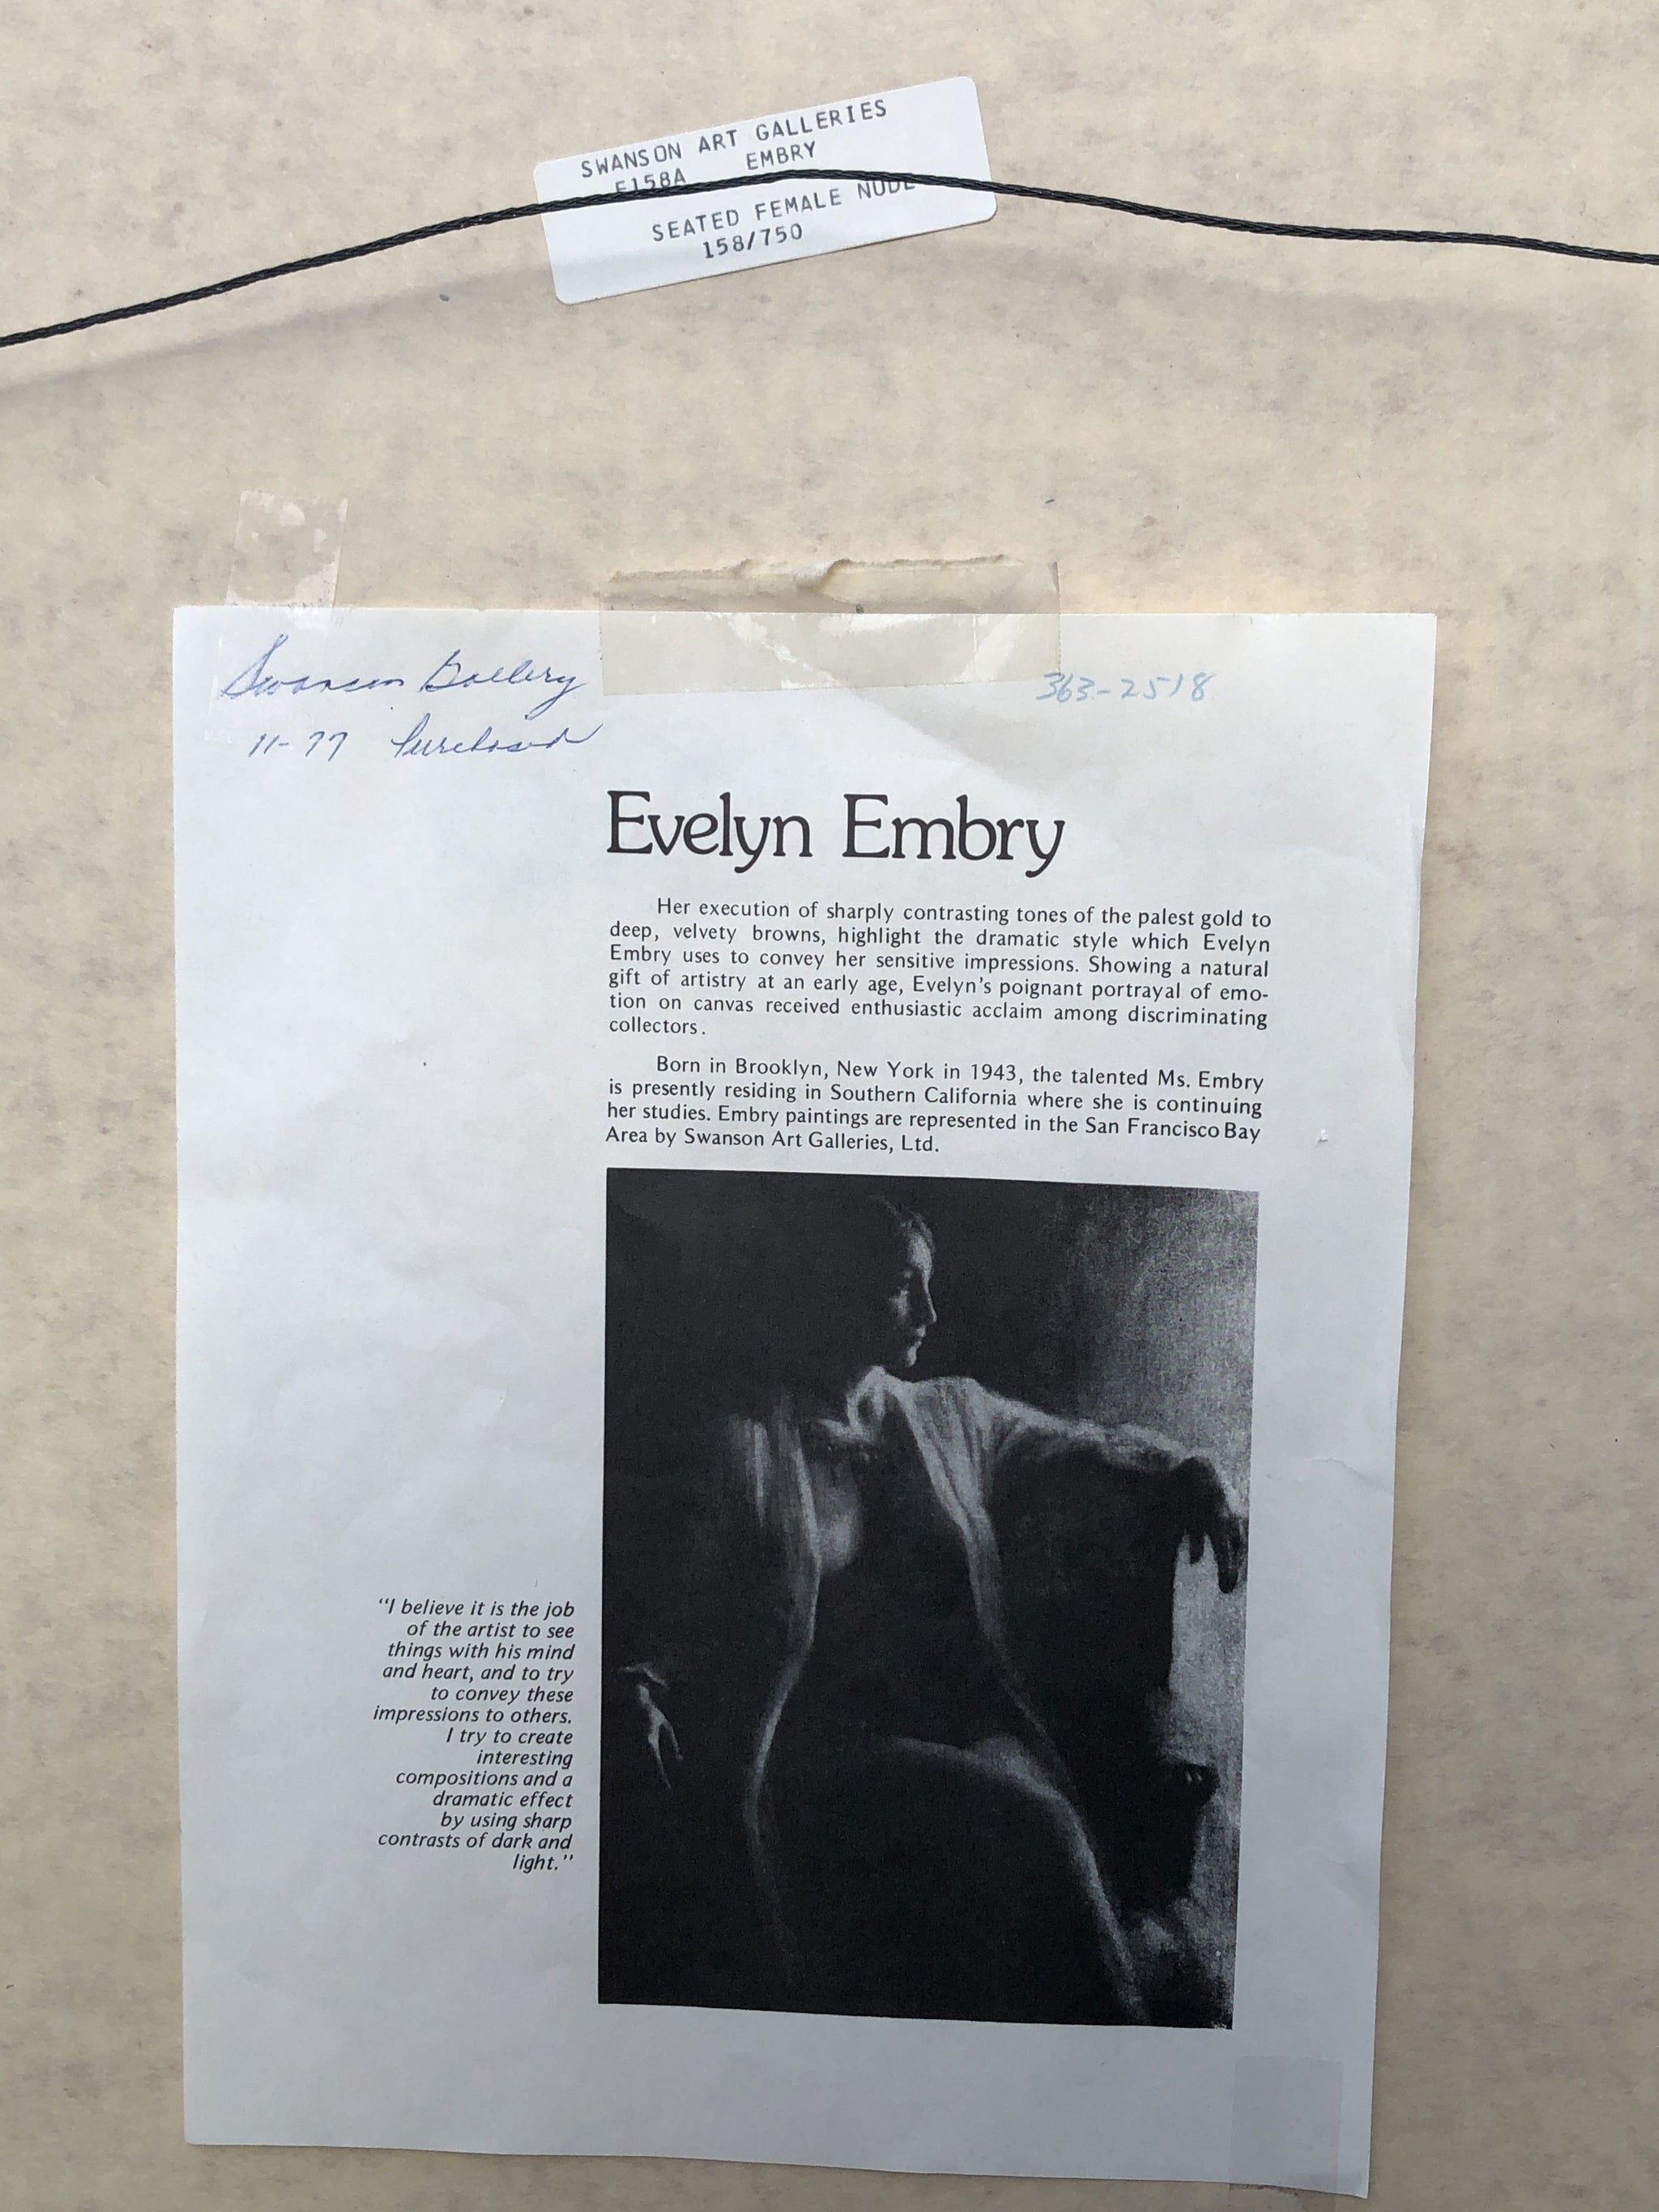 SWANSON ART GALLERIES
E158A EMBRY
SEATED FEMALE NUDE
158/750
Swanson Gallery
363-2518
11-77 Purchased
Evelyn Embry
Her execution of sharply contrasting tones of the palest gold to
deep, velvety browns, highlight the dramatic style which Evelyn
Embry uses to convey her sensitive impressions. Showing a natural
gift of artistry at an early age, Evelyn's poignant portrayal of emo-
tion on canvas received enthusiastic acclaim among discriminating
collectors.
Born in Brooklyn, New York in 1943, the talented Ms. Embry
is presently residing in Southern California where she is continuing
her studies. Embry paintings are represented in the San Francisco Bay
Area by Swanson Art Galleries, Ltd.
"I believe it is the job
of the artist to see
things with his mind
and heart, and to try
to convey these
impressions to others.
I try to create
interesting
compositions and a
dramatic effect
by using sharp
contrasts of dark and
light."